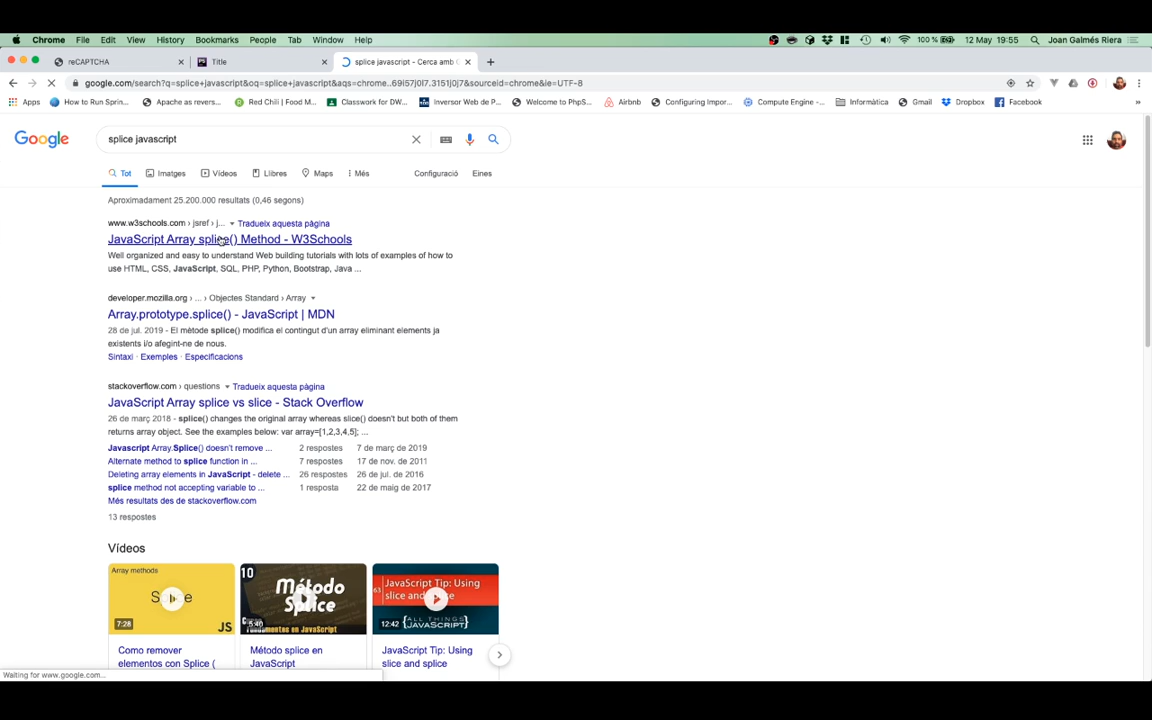 Chrome File Edit View History Bookmarks People Tab Window Help 100 % 12 May 19:55 Joan Galmés Riera
reCAPTCHA Title splice javascript - Cerca amb G
google.com/search?q=splice+javascript&oq=splice+javascript&aqs=chrome..69i57j0l7.3151j0j7&sourceid=chrome&ie=UTF-8
Apps How to Run Sprin... Apache as revers... Red Chili | Food M... Classwork for DW... Inversor Web de P... Welcome to PhpS... Airbnb Configuring Impor... Compute Engine -... Informàtica Gmail Dropbox Facebook »
Google splice javascript
Tot Imatges Vídeos Llibres Maps Més Configuració Eines
Aproximadament 25.200.000 resultats (0,46 segons)
www.w3schools.com › jsref › j... Tradueix aquesta pàgina
JavaScript Array splice() Method - W3Schools
Well organized and easy to understand Web building tutorials with lots of examples of how to
use HTML, CSS, JavaScript, SQL, PHP, Python, Bootstrap, Java ...
developer.mozilla.org › ... › Objectes Standard › Array
Array.prototype.splice() - JavaScript | MDN
28 de jul. 2019 - El mètode splice() modifica el contingut d'un array eliminant elements ja
existents i/o afegint-ne de nous.
Sintaxi · Exemples · Especificacions
stackoverflow.com › questions Tradueix aquesta pàgina
JavaScript Array splice vs slice - Stack Overflow
26 de març 2018 - splice() changes the original array whereas slice() doesn't but both of them
returns array object. See the examples below: var array=[1,2,3,4,5]; ...
Javascript Array.Splice() doesn't remove ... 2 respostes 7 de març de 2019
Alternate method to splice function in ... 7 respostes 17 de nov. de 2011
Deleting array elements in JavaScript - delete ... 26 respostes 26 de jul. de 2016
splice method not accepting variable to ... 1 resposta 22 de maig de 2017
Més resultats des de stackoverflow.com
13 respostes
Vídeos
Array methods
Splice
7:28 JS
10 Método Splice
5:40 Fundamentos en JavaScript
63 JavaScript Tip: Using
slice and splice
12:42 ALL THINGS {JAVASCRIPT}
Como remover
elementos con Splice (
Método splice en
JavaScript
JavaScript Tip: Using
slice and splice
Waiting for www.google.com...